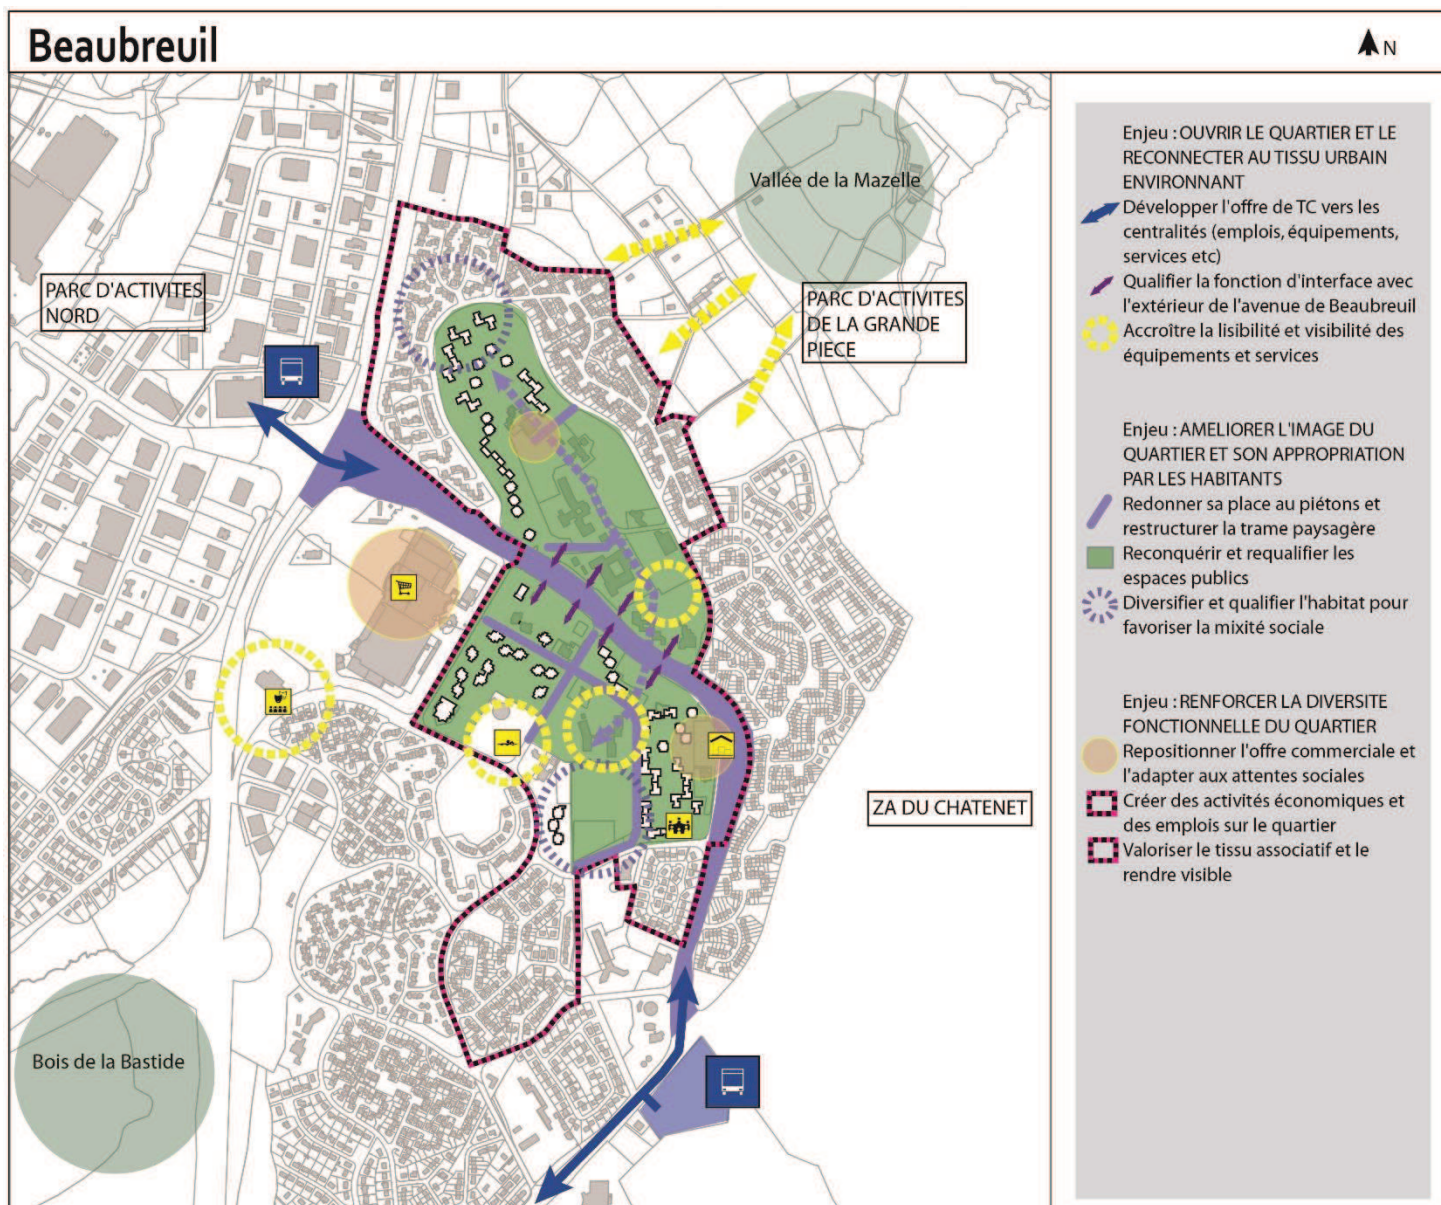 Beaubreuil
N
Vallée de la Mazelle
PARC D'ACTIVITES
NORD
PARC D'ACTIVITES
DE LA GRANDE
PIECE
ZA DU CHATENET
Bois de la Bastide
Enjeu : OUVRIR LE QUARTIER ET LE
RECONNECTER AU TISSU URBAIN
ENVIRONNANT
Développer l'offre de TC vers les
centralités (emplois, équipements,
services etc)
Qualifier la fonction d'interface avec
l'extérieur de l'avenue de Beaubreuil
Accroître la lisibilité et visibilité des
équipements et services
Enjeu : AMELIORER L'IMAGE DU
QUARTIER ET SON APPROPRIATION
PAR LES HABITANTS
Redonner sa place au piétons et
restructurer la trame paysagère
Reconquérir et requalifier les
espaces publics
Diversifier et qualifier l'habitat pour
favoriser la mixité sociale
Enjeu : RENFORCER LA DIVERSITE
FONCTIONNELLE DU QUARTIER
Repositionner l'offre commerciale et
l'adapter aux attentes sociales
Créer des activités économiques et
des emplois sur le quartier
Valoriser le tissu associatif et le
rendre visible